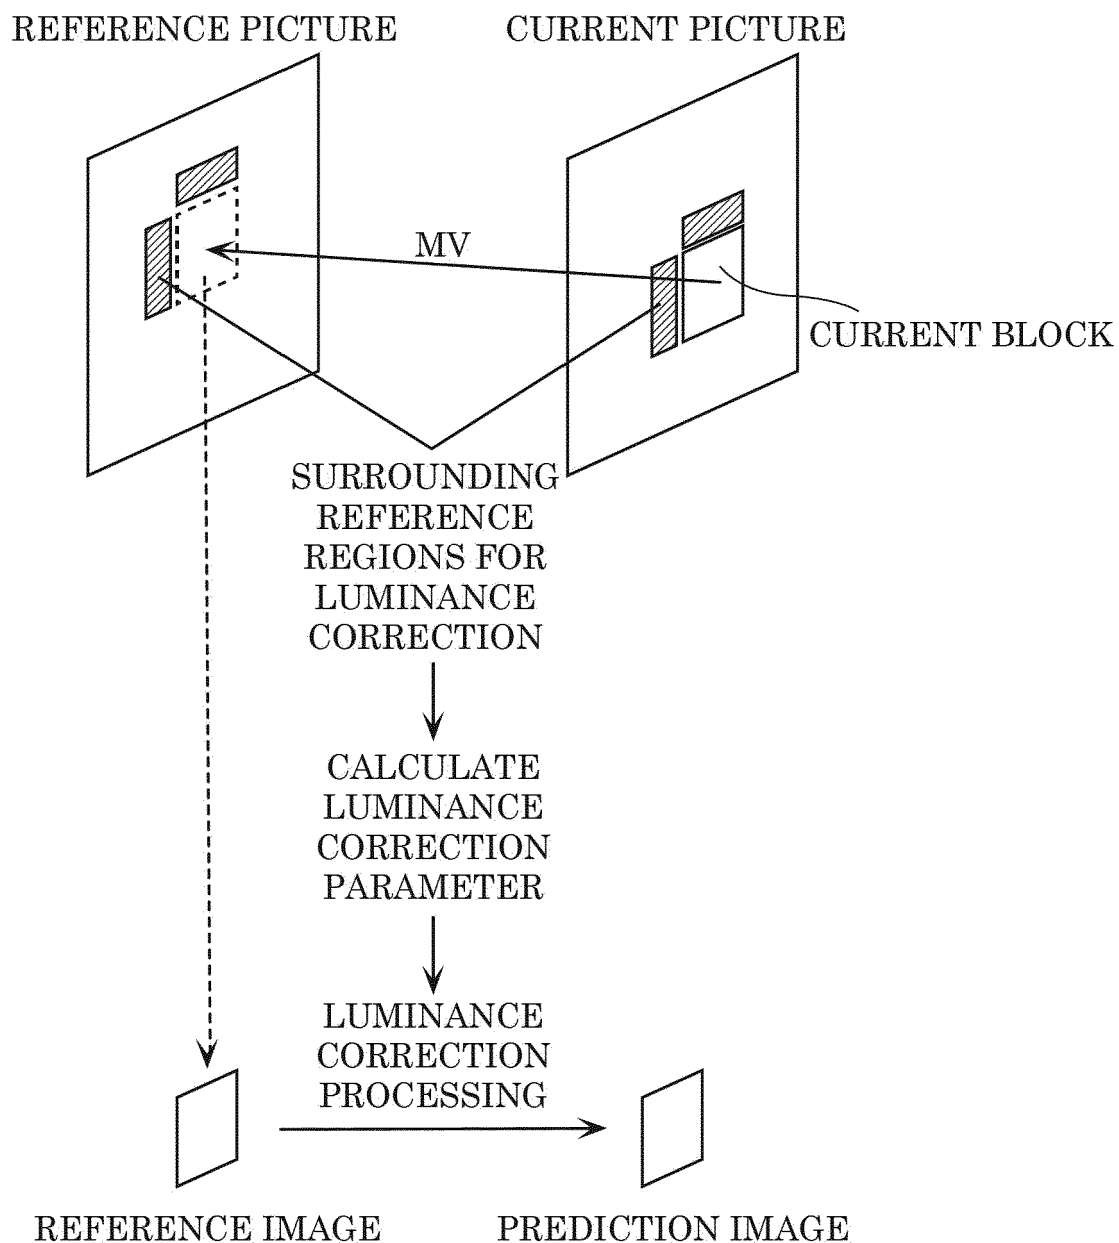 REFERENCE PICTURE
CURRENT PICTURE
MV
CURRENT BLOCK
SURROUNDING
REFERENCE
REGIONS FOR
LUMINANCE
CORRECTION
CALCULATE
LUMINANCE
CORRECTION
PARAMETER
LUMINANCE
CORRECTION
PROCESSING
REFERENCE IMAGE
PREDICTION IMAGE